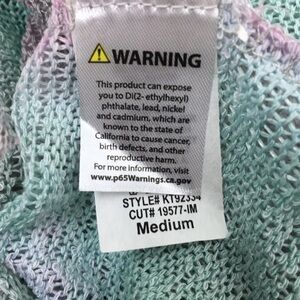 WARNING
This product can expose
you to Di(2- ethylhexyl)
phthalate, lead, nickel
and cadmium, which are
known to the state of
California to cause cancer,
birth defects, and other
reproductive harm.
For more information, visit
www.p65Warnings.ca.gov
STYLE# KT92334
CUT# 19577-IM
Medium